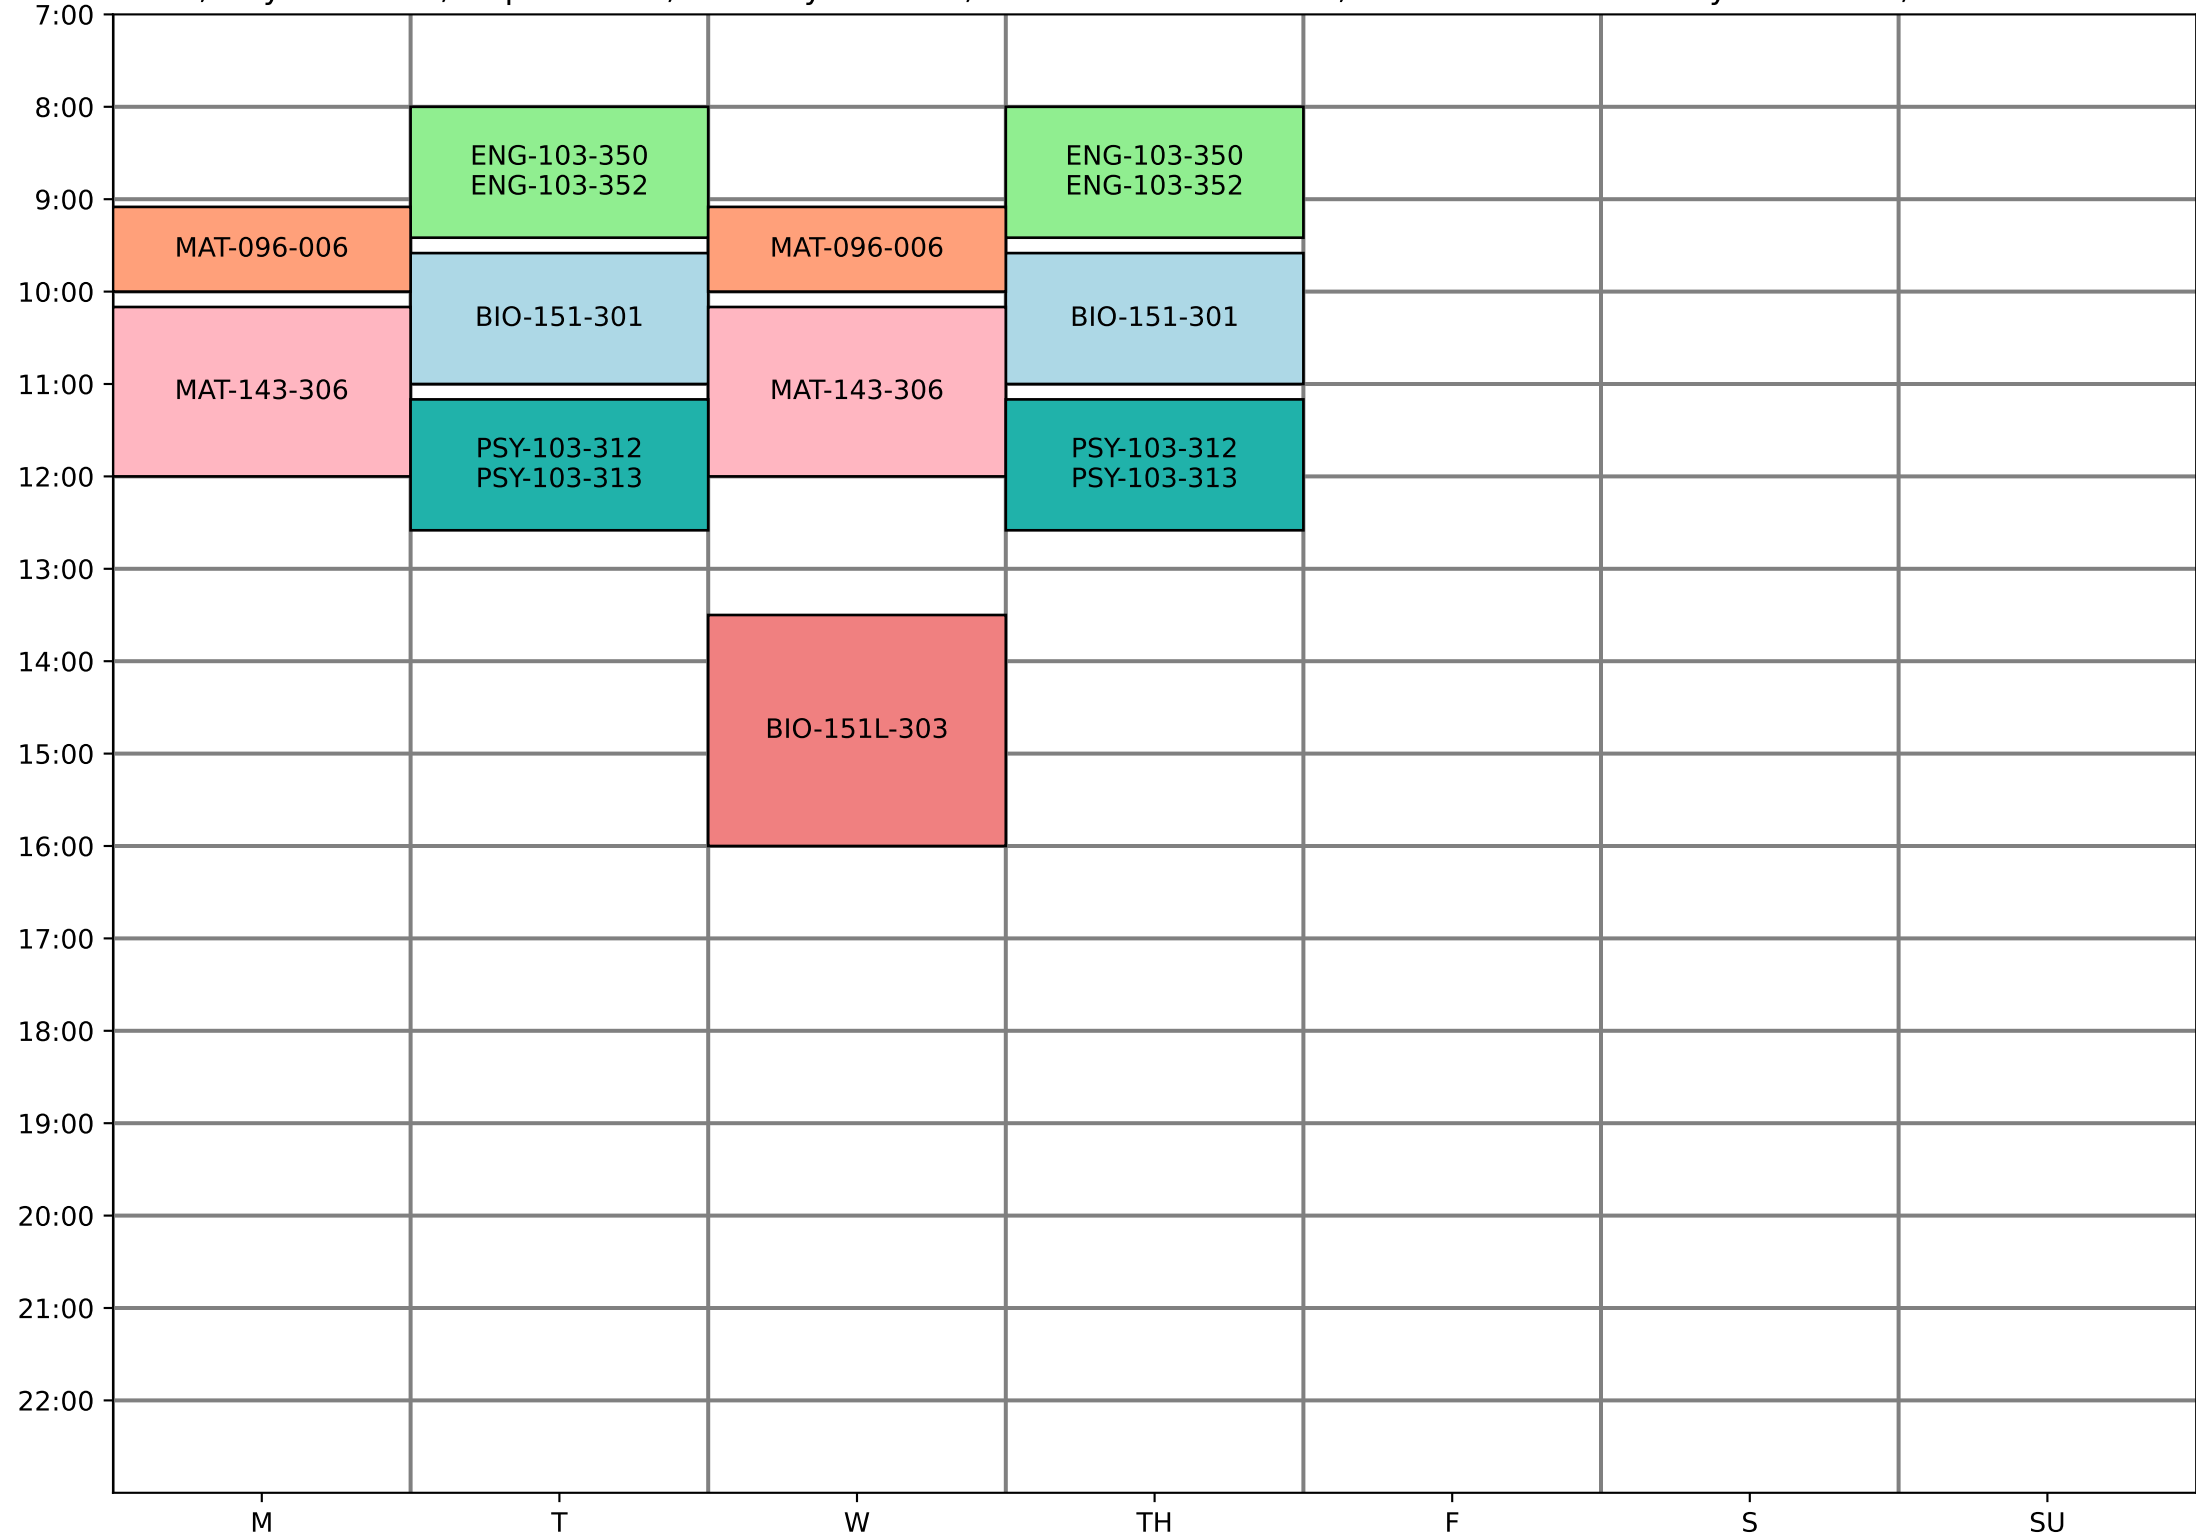 7:00
8:00
9:00
10:00
11:00
12:00
13:00
14:00
15:00
16:00
17:00
18:00
19:00
20:00
21:00
22:00
MAT-096-006
MAT-143-306
ENG-103-350
ENG-103-352
BIO-151-301
PSY-103-312
PSY-103-313
MAT-096-006
MAT-143-306
BIO-151L-303
ENG-103-350
ENG-103-352
BIO-151-301
PSY-103-312
PSY-103-313
M T W TH F S SU